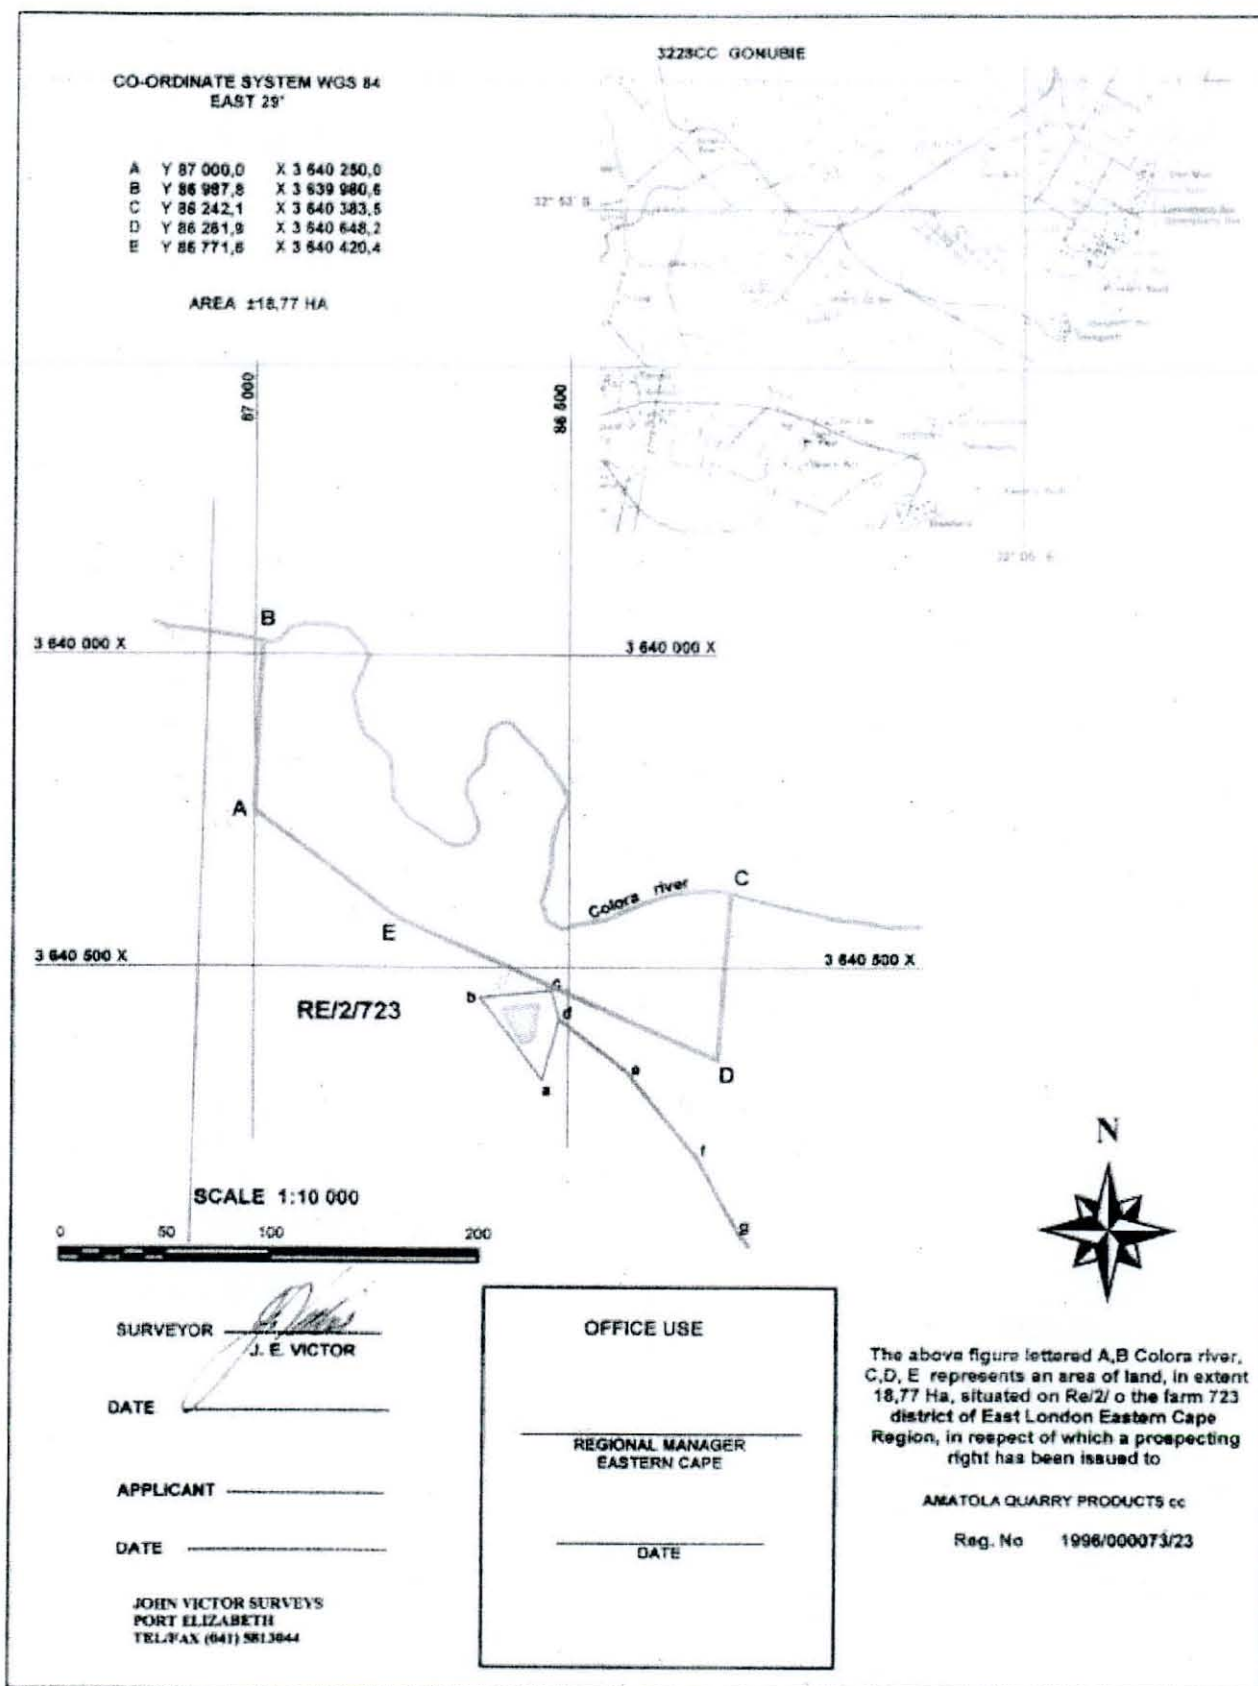 3228CC GONUBIE
CO-ORDINATE SYSTEM WGS 84
EAST 29°
A Y 87 000,0 X 3 640 250,0
B Y 86 987,8 X 3 639 980,6
C Y 86 242,1 X 3 640 383,5
D Y 86 261,9 X 3 640 648,2
E Y 86 771,6 X 3 640 420,4
AREA ±18,77 HA
87 000
86 500
B
3 640 000 X
3 640 000 X
A
C
Colora river
E
3 640 500 X
3 640 500 X
RE/2/723
b
c
d
e
a
D
f
g
N
SCALE 1:10 000
0 50 100 200
SURVEYOR
J. E. VICTOR
DATE
APPLICANT
DATE
JOHN VICTOR SURVEYS
PORT ELIZABETH
TEL/FAX (041) 5813044
OFFICE USE
REGIONAL MANAGER
EASTERN CAPE
DATE
The above figure lettered A,B Colora river,
C,D, E represents an area of land, in extent
18,77 Ha, situated on Re/2/ o the farm 723
district of East London Eastern Cape
Region, in respect of which a prospecting
right has been issued to
AMATOLA QUARRY PRODUCTS cc
Reg. No 1996/000073/23